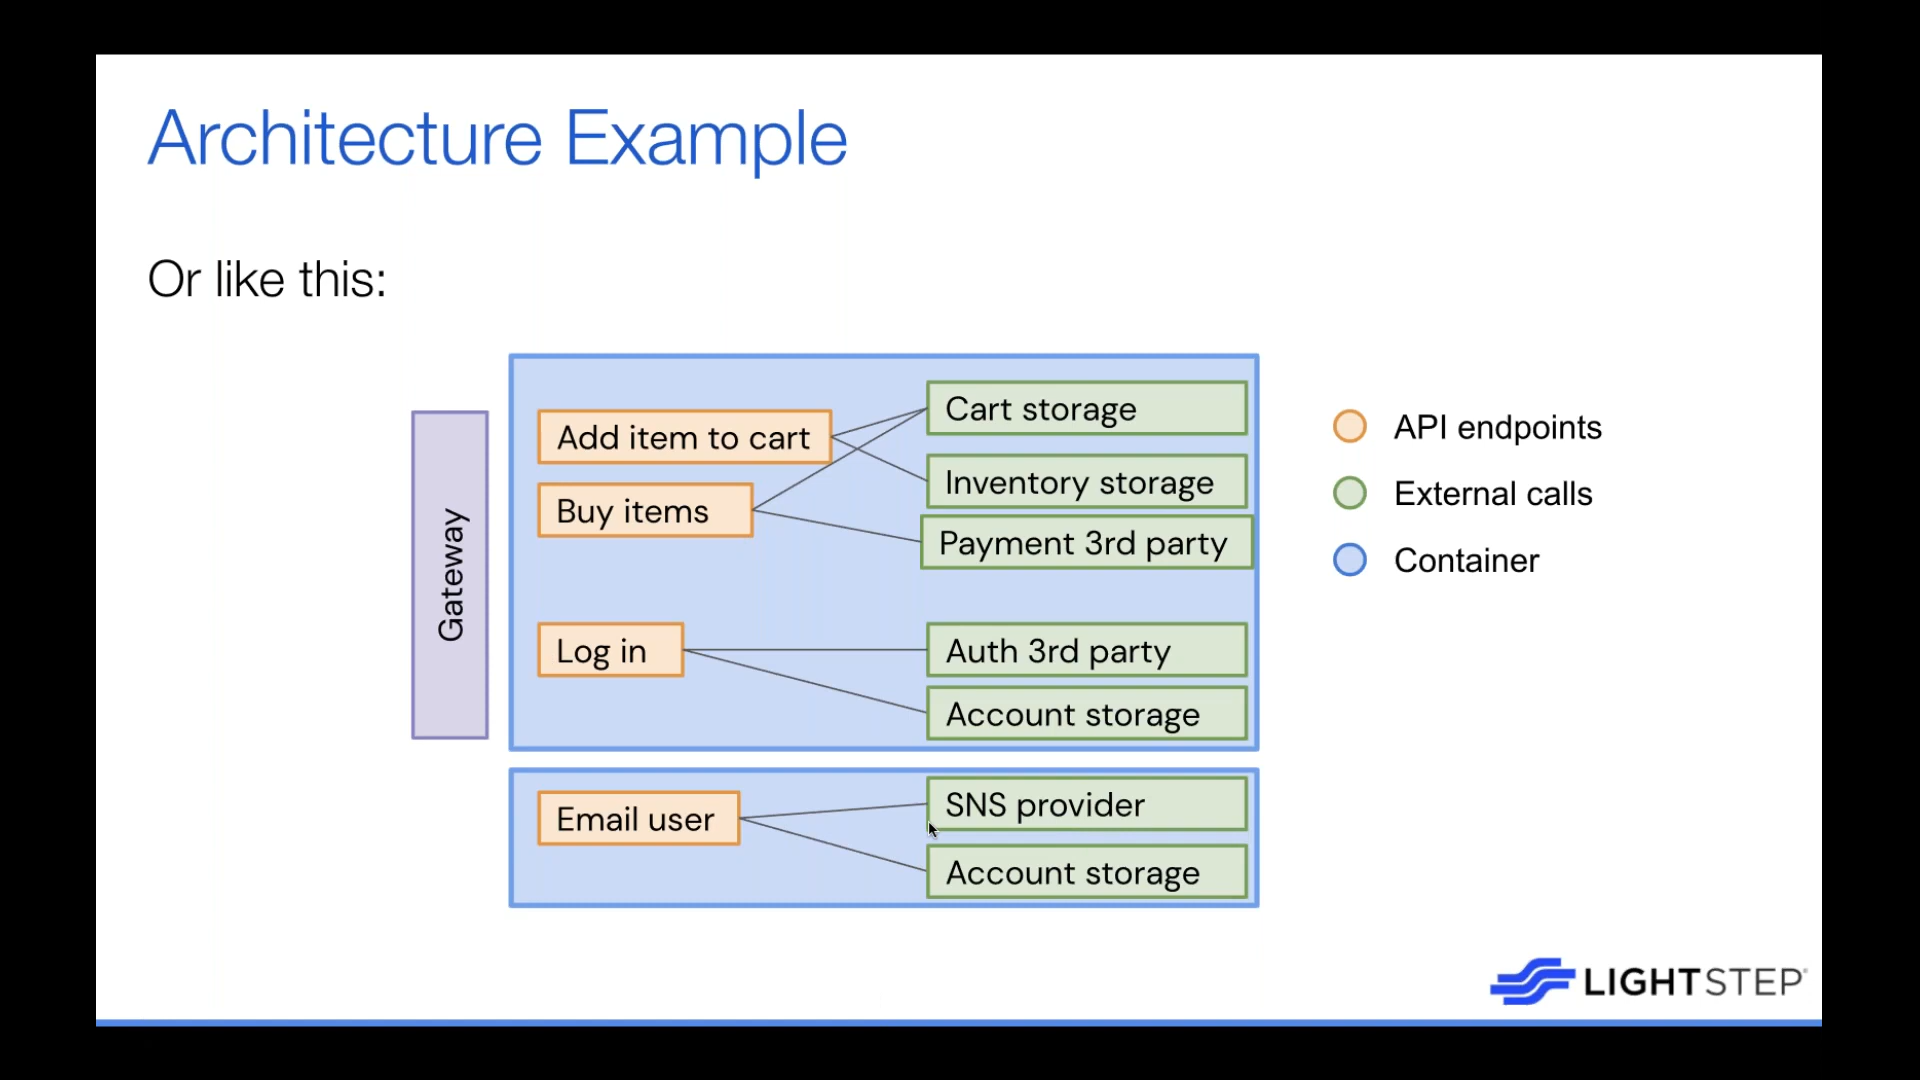 Architecture Example
Or like this:
Gateway
Add item to cart
Buy items
Log in
Cart storage
Inventory storage
Payment 3rd party
Auth 3rd party
Account storage
Email user
SNS provider
Account storage
API endpoints
External calls
Container
LIGHTSTEP